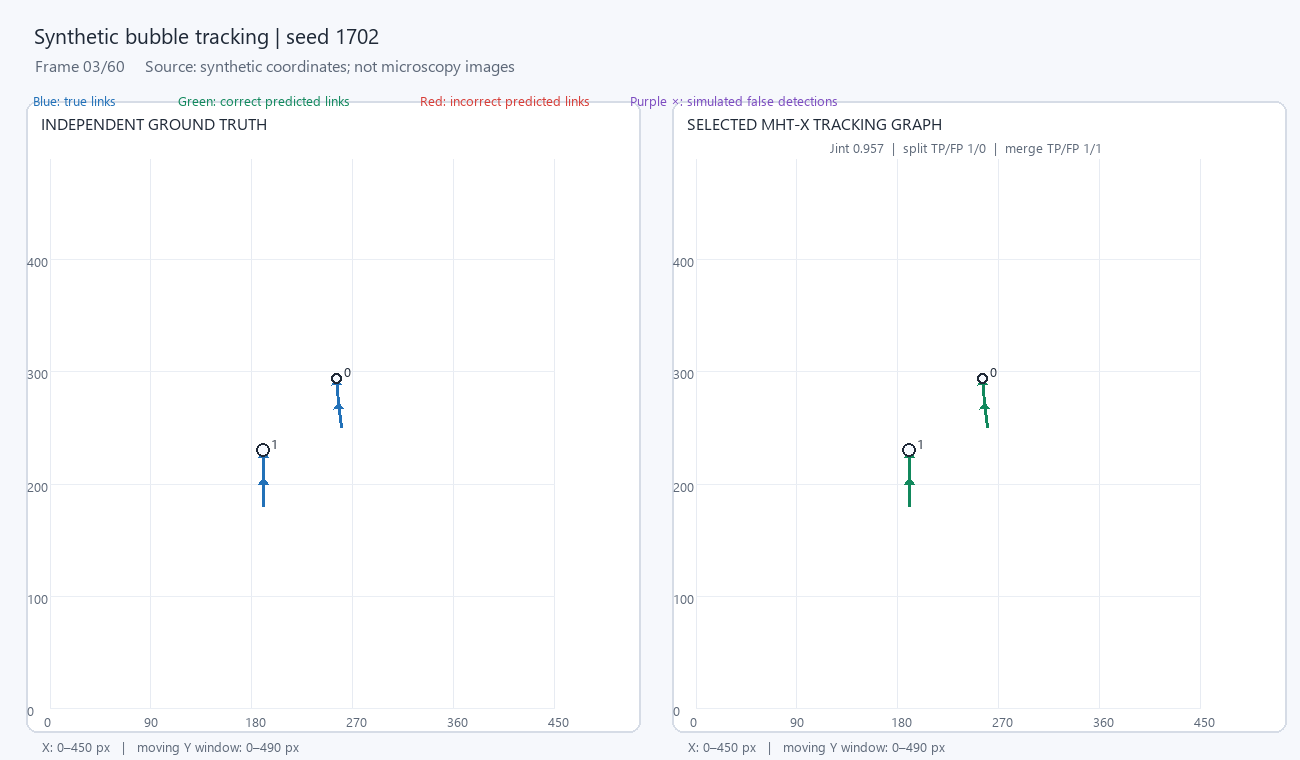 Synthetic bubble tracking | seed 1702
Frame 03/60 Source: synthetic coordinates; not microscopy images
Blue: true links Green: correct predicted links Red: incorrect predicted links Purple ×: simulated false detections
INDEPENDENT GROUND TRUTH
400
300
200
100
0
0 90 180 270 360 450
0
1
X: 0–450 px | moving Y window: 0–490 px
SELECTED MHT-X TRACKING GRAPH
Jint 0.957 | split TP/FP 1/0 | merge TP/FP 1/1
400
300
200
100
0
0 90 180 270 360 450
0
1
X: 0–450 px | moving Y window: 0–490 px